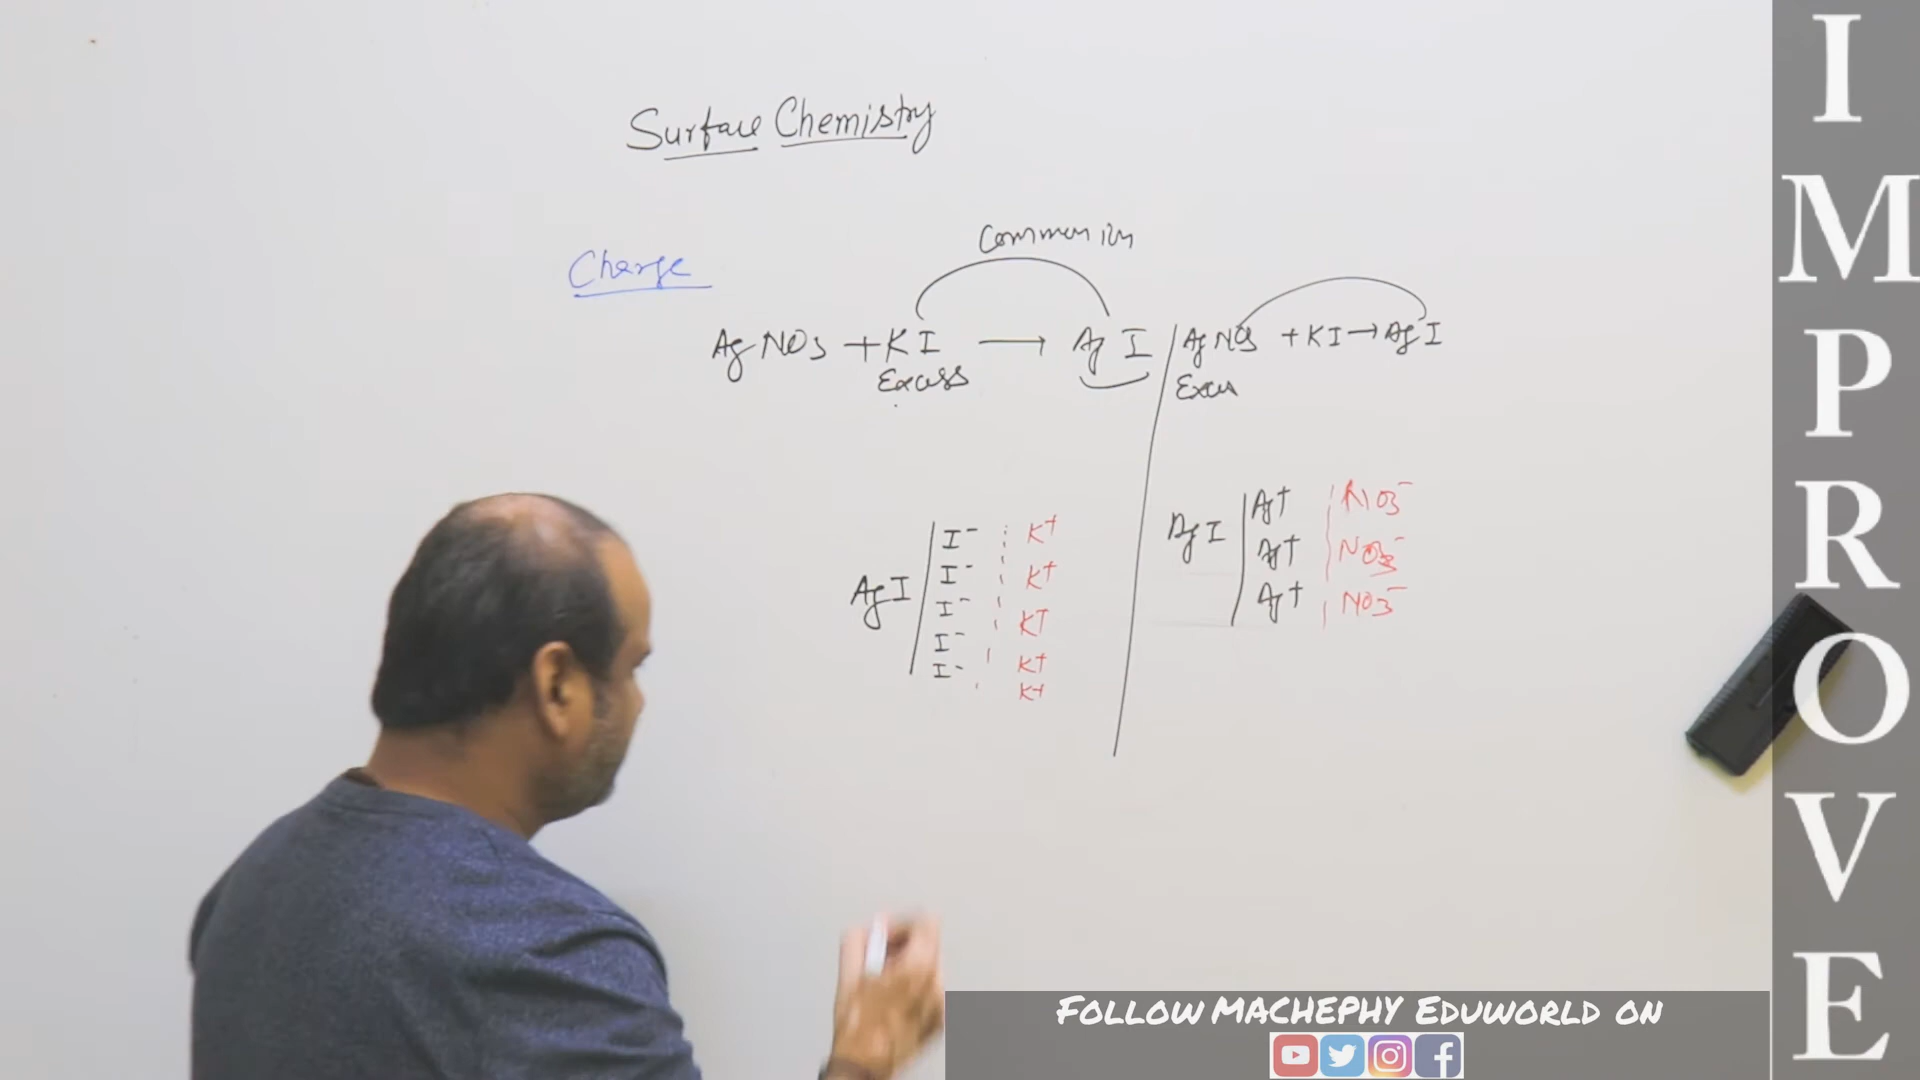 Surface Chemistry
Common ion
Charge
AgNO3 + KI → AgI
Excess
AgNO3 + KI → AgI
Exces
AgI
I⁻ K⁺
I⁻ K⁺
I⁻ K⁺
I⁻ K⁺
I⁻ K⁺
AgI
Ag⁺ NO3⁻
Ag⁺ NO3⁻
Ag⁺ NO3⁻
IMPROVE
FOLLOW MACHEPHY EDUWORLD ON